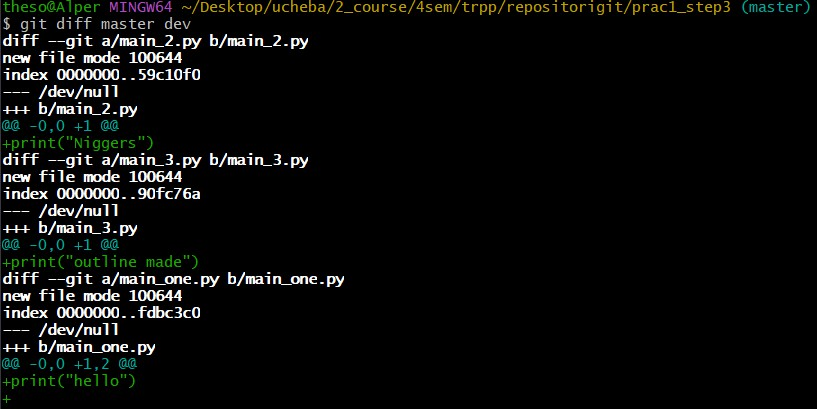 theso@Alper MINGW64 ~/Desktop/ucheba/2_course/4sem/trpp/repositorigit/prac1_step3 (master)
$ git diff master dev
diff --git a/main_2.py b/main_2.py
new file mode 100644
index 0000000..59c10f0
--- /dev/null
+++ b/main_2.py
@@ -0,0 +1 @@
+print("Niggers")
diff --git a/main_3.py b/main_3.py
new file mode 100644
index 0000000..90fc76a
--- /dev/null
+++ b/main_3.py
@@ -0,0 +1 @@
+print("outline made")
diff --git a/main_one.py b/main_one.py
new file mode 100644
index 0000000..fdbc3c0
--- /dev/null
+++ b/main_one.py
@@ -0,0 +1,2 @@
+print("hello")
+